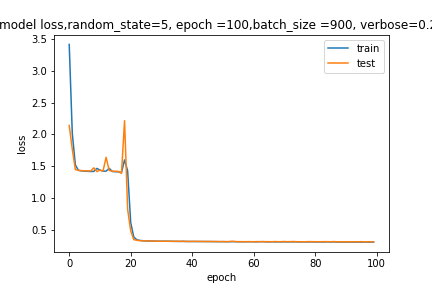 model loss,random_state=5, epoch =100,batch_size =900, verbose=0.2
train
test
3.5
3.0
2.5
2.0
1.5
1.0
0.5
loss
0 20 40 60 80 100
epoch